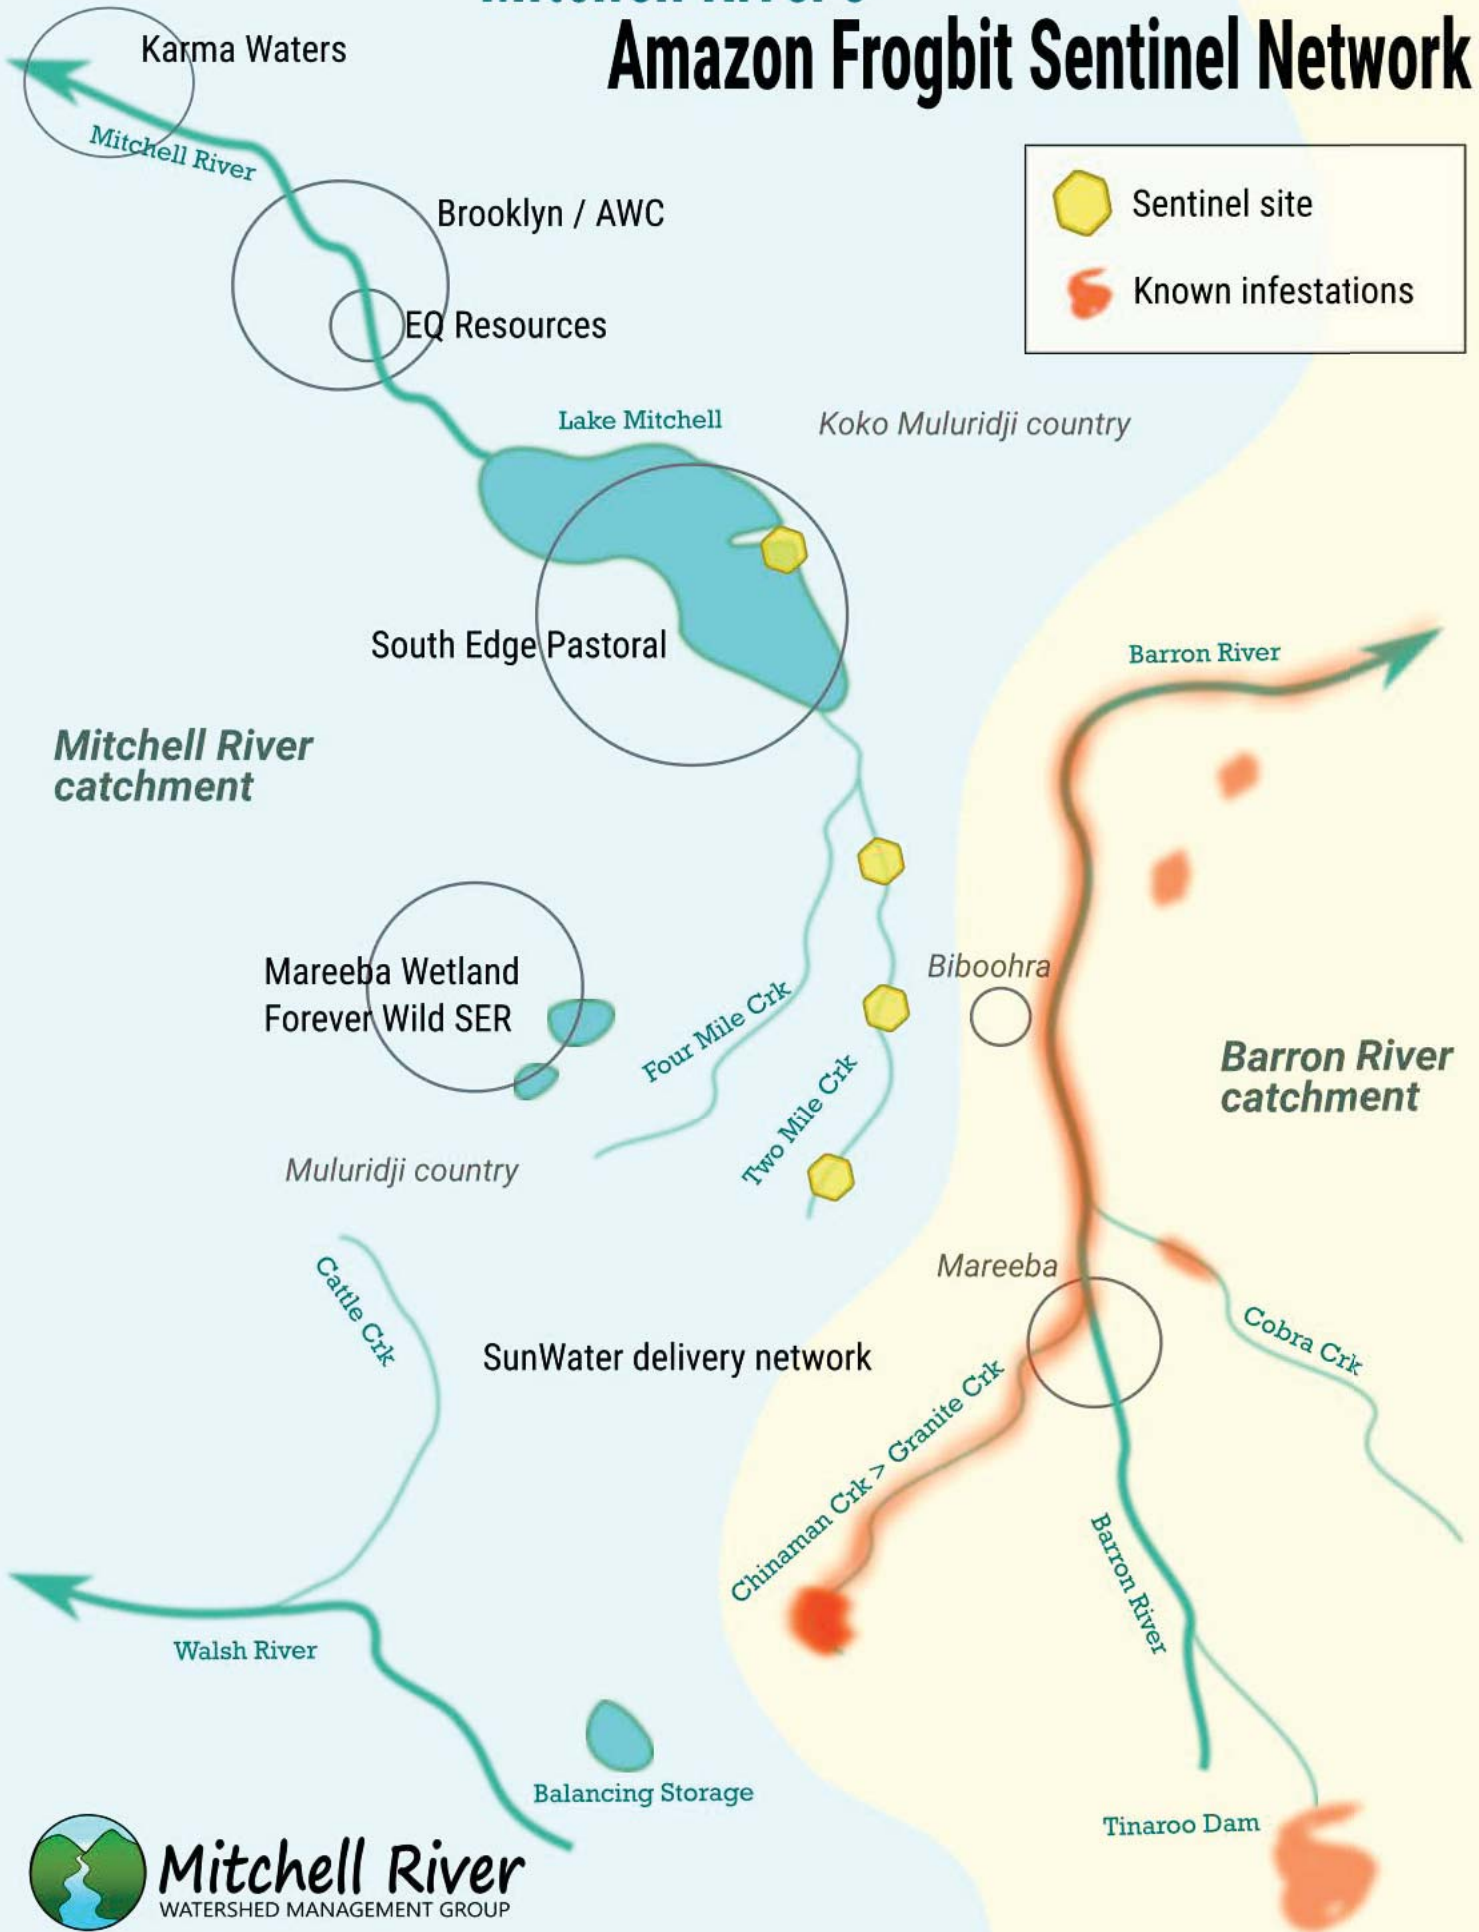 Amazon Frogbit Sentinel Network
Karma Waters
Mitchell River
Sentinel site
Known infestations
Brooklyn / AWC
EQ Resources
Lake Mitchell
Koko Muluridji country
South Edge Pastoral
Barron River
Mitchell River
catchment
Mareeba Wetland
Forever Wild SER
Four Mile Crk
Two Mile Crk
Biboohra
Barron River
catchment
Muluridji country
Cattle Crk
Mareeba
SunWater delivery network
Cobra Crk
Chinaman Crk > Granite Crk
Barron River
Walsh River
Balancing Storage
Tinaroo Dam
Mitchell River
WATERSHED MANAGEMENT GROUP